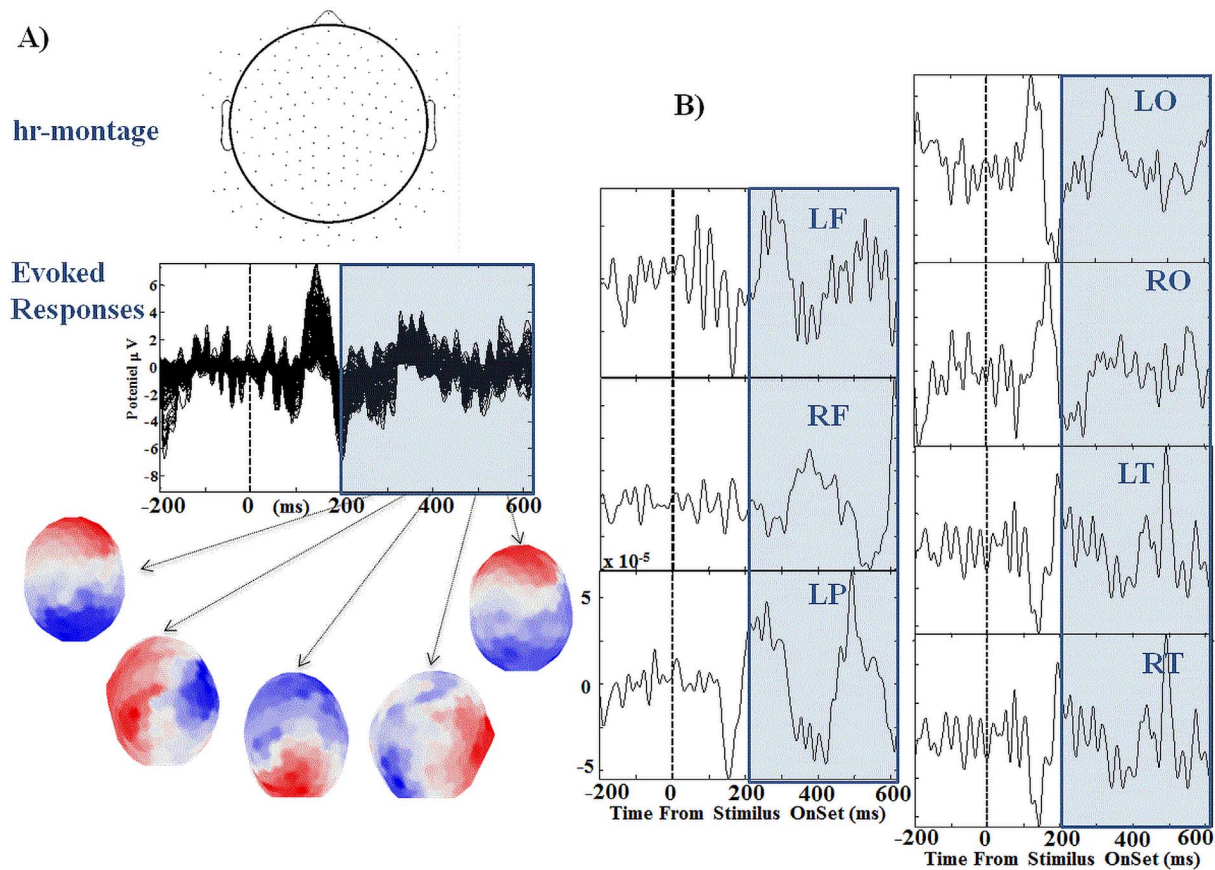 A)
hr-montage
Evoked
Responses
Poteniel µ V
6
4
2
0
-2
-4
-6
-8
-200 0 (ms) 200 400 600
B)
LF
RF
x 10-5
LP
5
0
-5
-200 0 200 400 600
Time From Stimilus OnSet (ms)
LO
RO
LT
RT
-200 0 200 400 600
Time From Stimilus OnSet (ms)